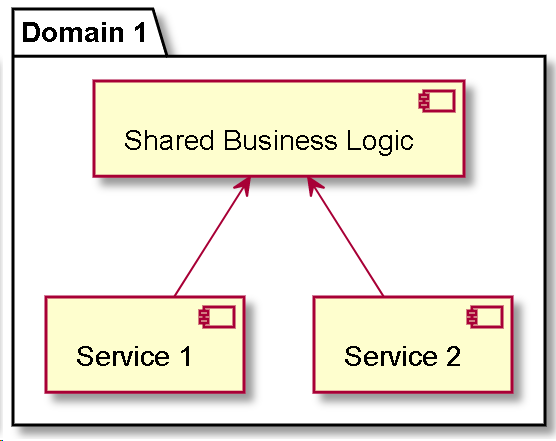 Domain 1
Shared Business Logic
Service 1
Service 2